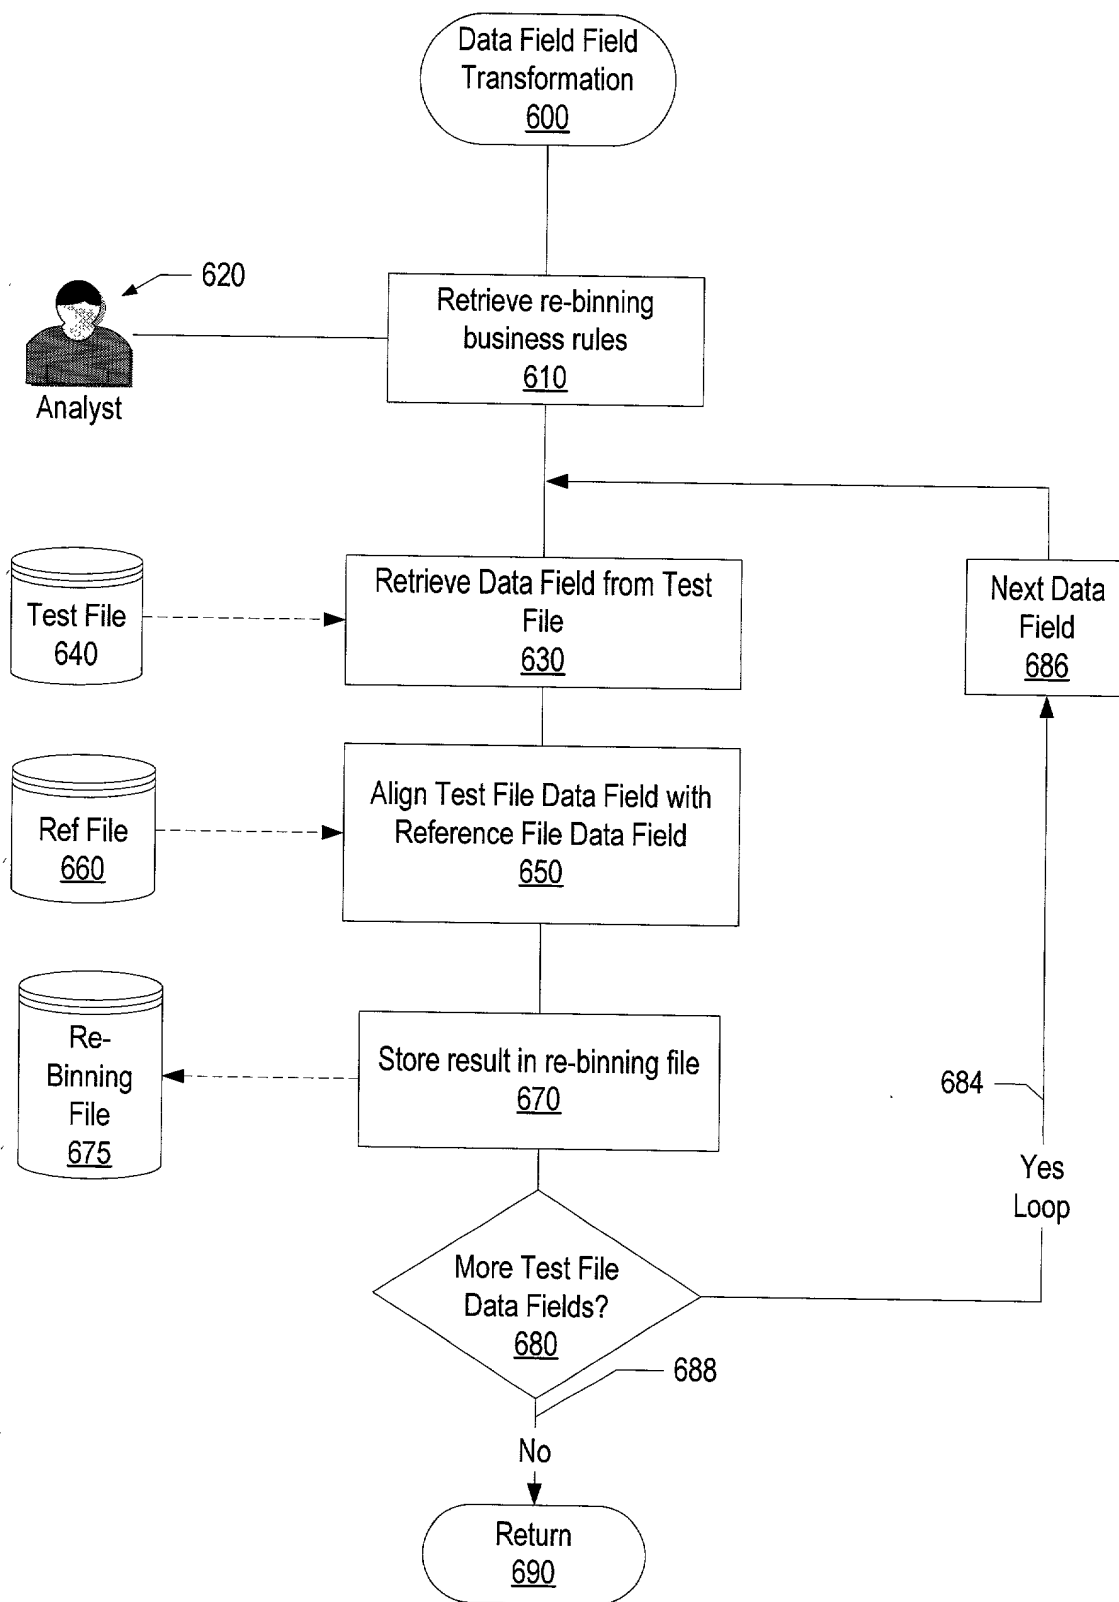 Data Field Field
Transformation
600
620
Retrieve re-binning
business rules
610
Analyst
Test File
640
Retrieve Data Field from Test
File
630
Next Data
Field
686
Ref File
660
Align Test File Data Field with
Reference File Data Field
650
Re-
Binning
File
675
Store result in re-binning file
670
684
Yes
Loop
More Test File
Data Fields?
680
688
No
Return
690